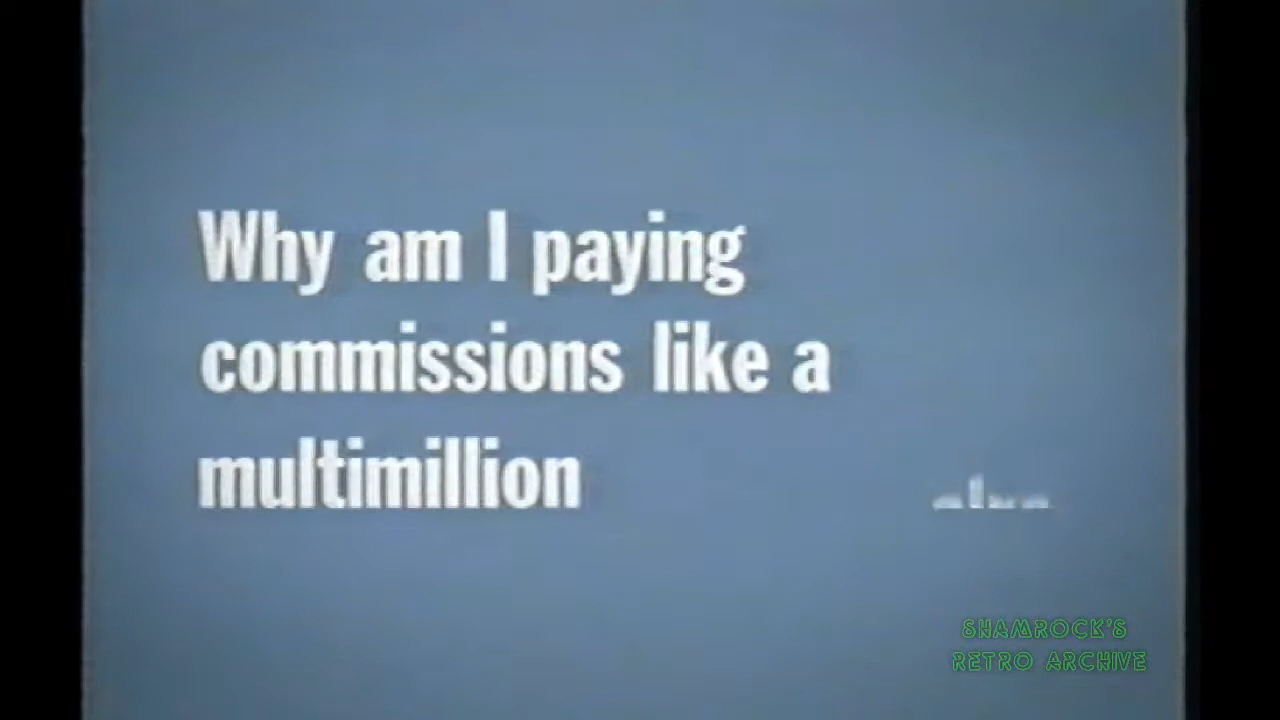 Why am I paying
commissions like a
multimillion
SHAMROCK'S
RETRO ARCHIVE